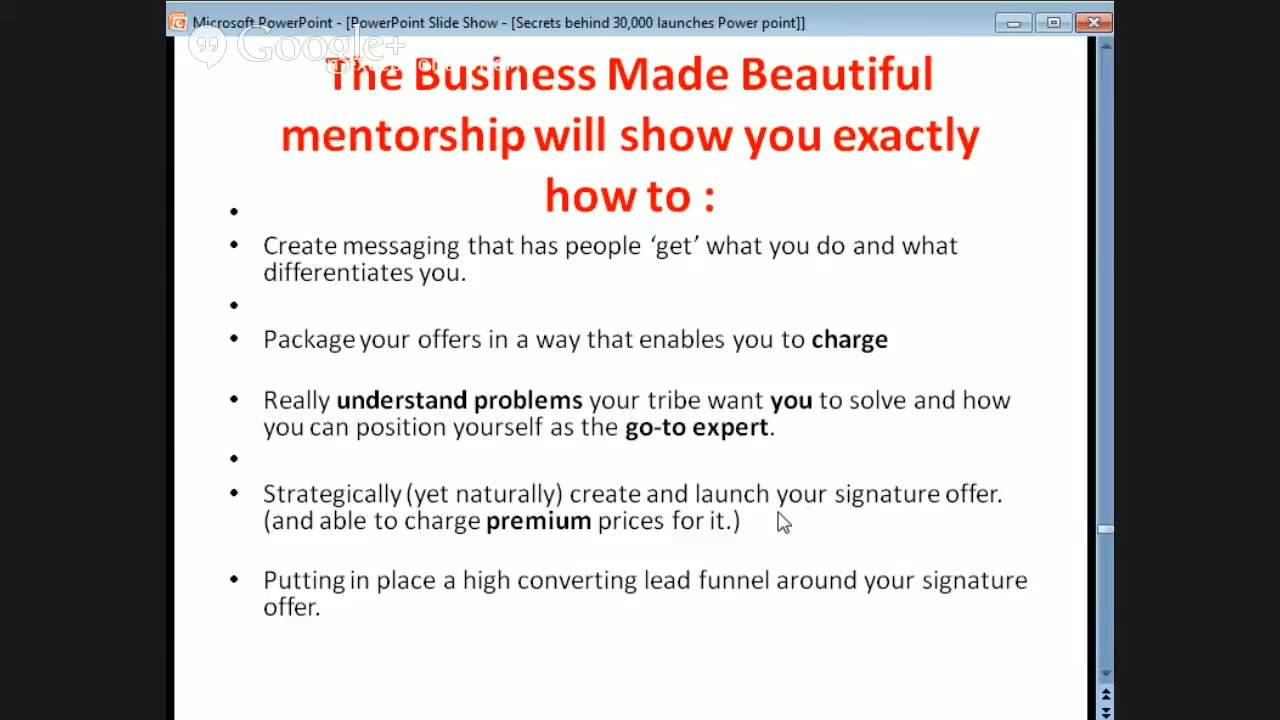 Microsoft PowerPoint - [PowerPoint Slide Show - [Secrets behind 30,000 launches Power point]]
Google+
The Business Made Beautiful
mentorship will show you exactly
how to :
•
• Create messaging that has people ‘get’ what you do and what
differentiates you.
•
• Package your offers in a way that enables you to charge
• Really understand problems your tribe want you to solve and how
you can position yourself as the go-to expert.
•
• Strategically (yet naturally) create and launch your signature offer.
(and able to charge premium prices for it.)
• Putting in place a high converting lead funnel around your signature
offer.